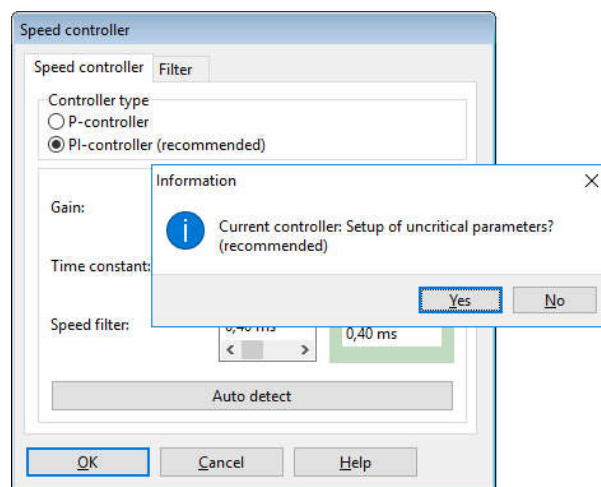 Speed controller
Speed controller
Filter
Controller type
P-controller
PI-controller (recommended)
Information
Gain:
Current controller: Setup of uncritical parameters?
(recommended)
Time constant:
Yes
No
Speed filter:
0,40 ms
0,40 ms
Auto detect
OK
Cancel
Help